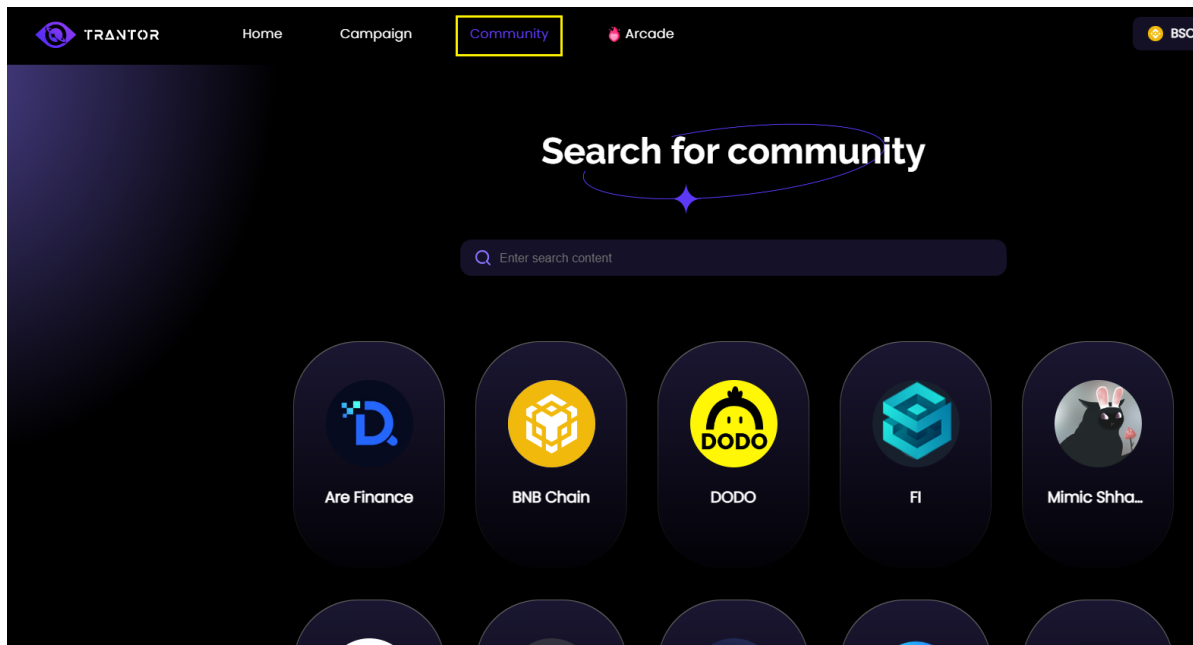 TRANTOR Home Campaign Community Arcade BSC
Search for community
Enter search content
DODO
Are Finance BNB Chain DODO FI Mimic Shha...